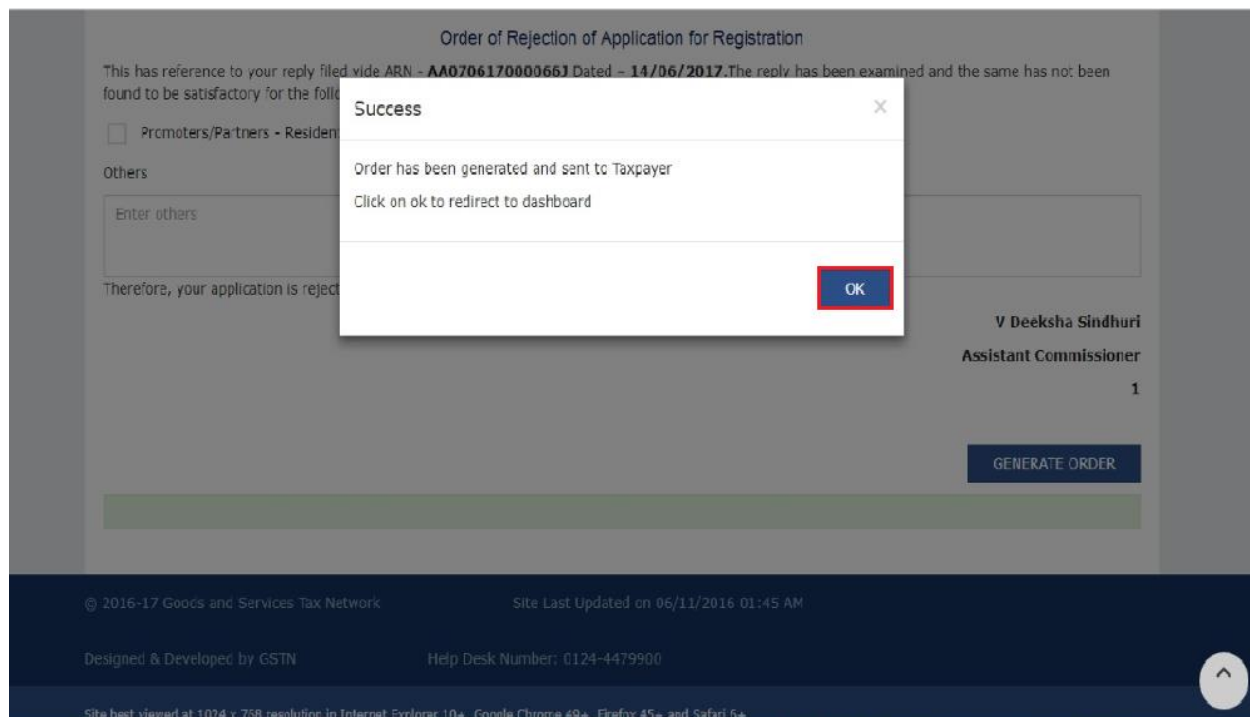 Order of Rejection of Application for Registration
This has reference to your reply filed vide ARN - AA070617000066J Dated - 14/06/2017.The reply has been examined and the same has not been
found to be satisfactory for the follo
Success
×
Promoters/Partners - Residen
Order has been generated and sent to Taxpayer
Others
Click on ok to redirect to dashboard
Enter others
Therefore, your application is reject
OK
V Deeksha Sindhuri
Assistant Commissioner
1
GENERATE ORDER
© 2016-17 Goods and Services Tax Network Site Last Updated on 06/11/2016 01:45 AM
Designed & Developed by GSTN Help Desk Number: 0124-4479900
Site best viewed at 1024 x 768 resolution in Internet Explorer 10+, Google Chrome 49+, Firefox 45+ and Safari 6+